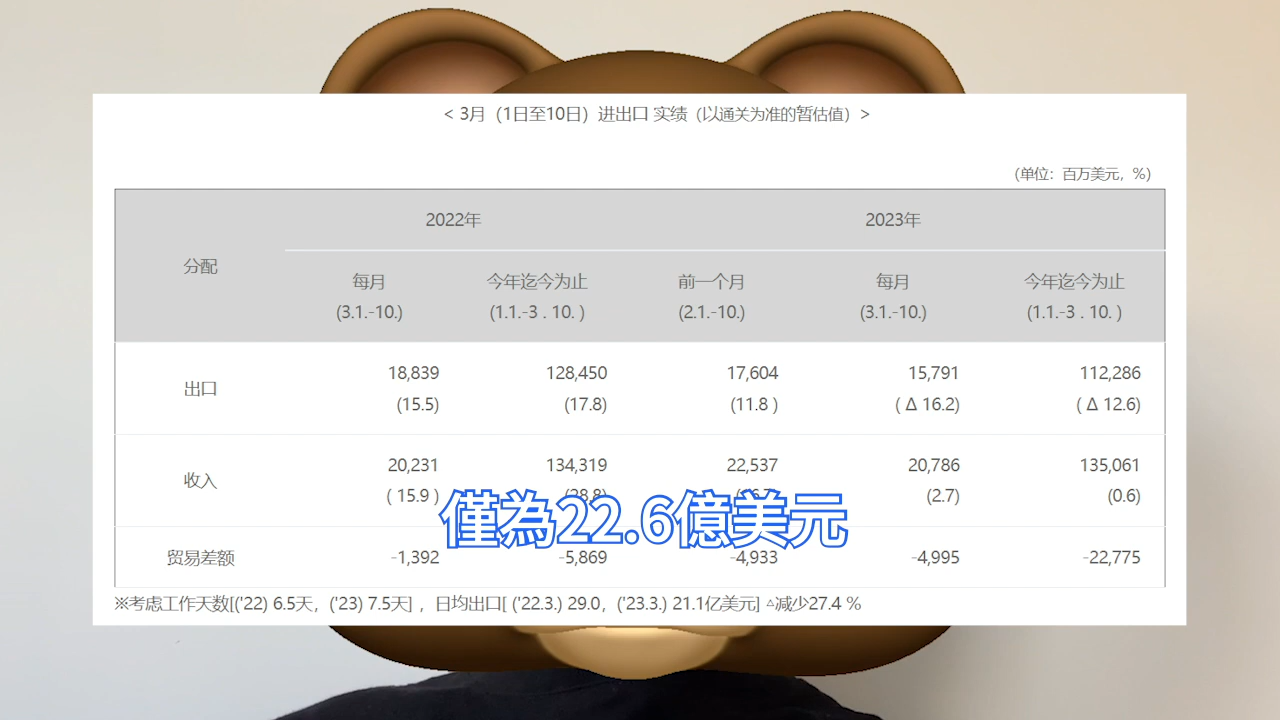 < 3月（1日至10日）进出口 实绩（以通关为准的暂估值）>
（单位：百万美元，%）
分配 2022年 2023年
每月 今年迄今为止 前一个月 每月 今年迄今为止
(3.1.-10.) (1.1.-3 . 10. ) (2.1.-10.) (3.1.-10.) (1.1.-3 . 10. )
出口 18,839 128,450 17,604 15,791 112,286
(15.5) (17.8) (11.8 ) ( Δ 16.2) ( Δ 12.6)
收入 20,231 134,319 22,537 20,786 135,061
( 15.9 ) (2.7) (0.6)
僅為22.6億美元
贸易差额 -1,392 -5,869 -4,933 -4,995 -22,775
※考虑工作天数[('22) 6.5天，('23) 7.5天] ，日均出口[ ('22.3.) 29.0，('23.3.) 21.1亿美元] △减少27.4 %